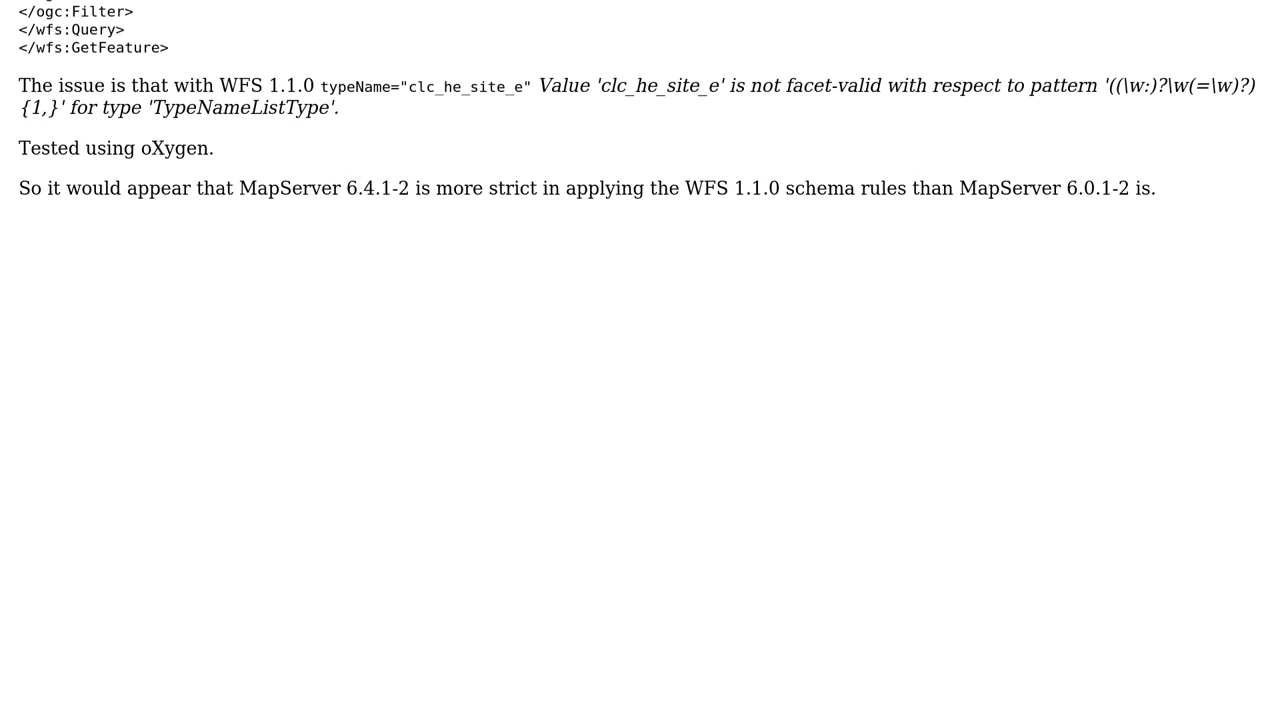 </ogc:Filter>
</wfs:Query>
</wfs:GetFeature>
The issue is that with WFS 1.1.0 typeName="clc_he_site_e" Value 'clc_he_site_e' is not facet-valid with respect to pattern '((\w:)?\w(=\w)?)
{1,}' for type 'TypeNameListType'.
Tested using oXygen.
So it would appear that MapServer 6.4.1-2 is more strict in applying the WFS 1.1.0 schema rules than MapServer 6.0.1-2 is.